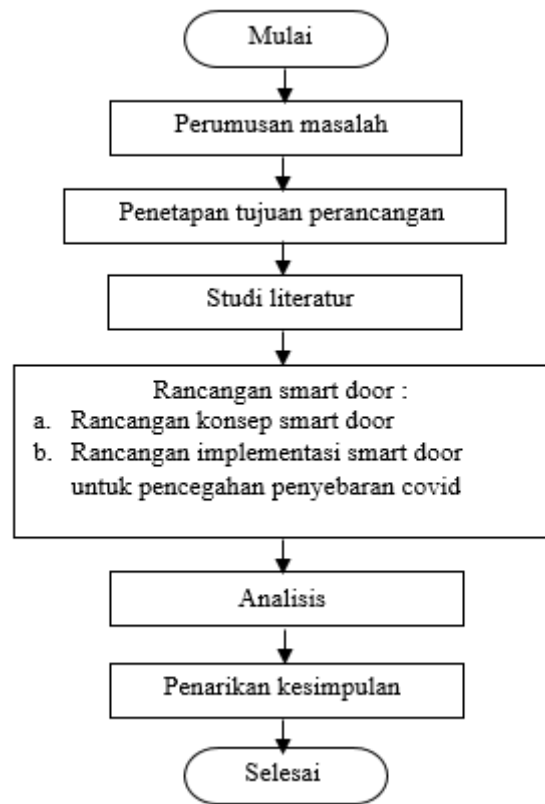 Mulai
Perumusan masalah
Penetapan tujuan perancangan
Studi literatur
Rancangan smart door :
a. Rancangan konsep smart door
b. Rancangan implementasi smart door
untuk pencegahan penyebaran covid
Analisis
Penarikan kesimpulan
Selesai